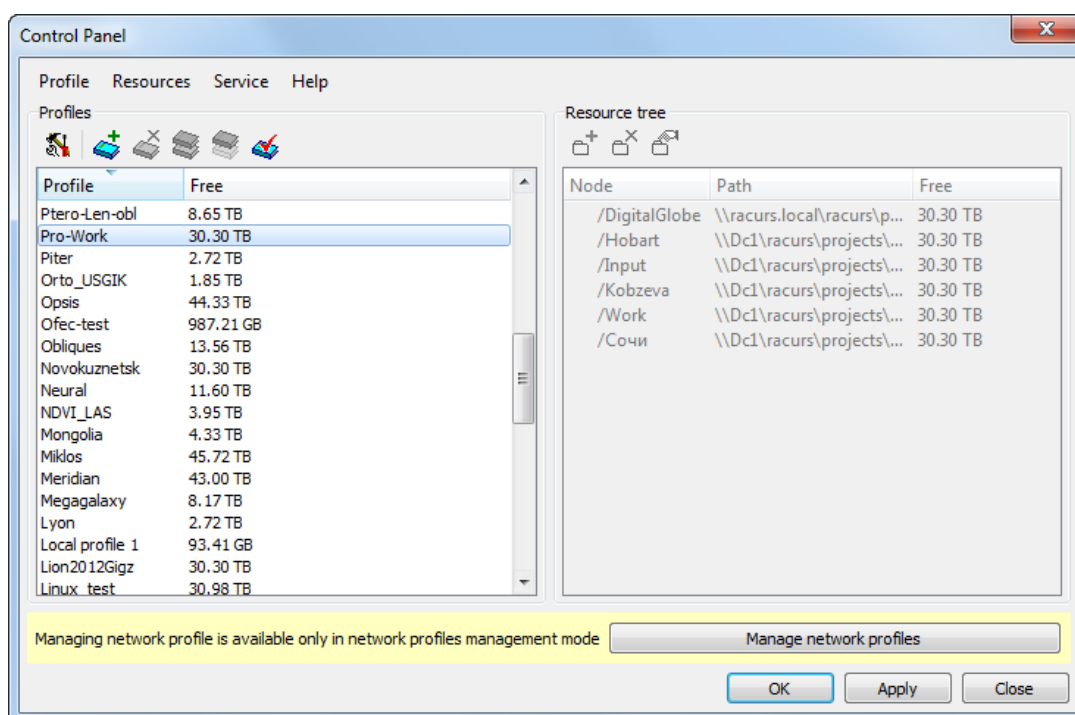 Control Panel
Profile Resources Service Help
Profiles
Resource tree
Profile Free
Ptero-Len-obl 8.65 TB
Pro-Work 30.30 TB
Piter 2.72 TB
Orto_USGIK 1.85 TB
Opsis 44.33 TB
Ofec-test 987.21 GB
Obliques 13.56 TB
Novokuznetsk 30.30 TB
Neural 11.60 TB
NDVI_LAS 3.95 TB
Mongolia 4.33 TB
Miklos 45.72 TB
Meridian 43.00 TB
Megagalaxy 8.17 TB
Lyon 2.72 TB
Local profile 1 93.41 GB
Lion2012Gigz 30.30 TB
Linux_test 30.98 TB
Node Path Free
/DigitalGlobe \\racurs.local\racurs\p... 30.30 TB
/Hobart \\Dc1\racurs\projects\... 30.30 TB
/Input \\Dc1\racurs\projects\... 30.30 TB
/Kobzeva \\Dc1\racurs\projects\... 30.30 TB
/Work \\Dc1\racurs\projects\... 30.30 TB
/Сочи \\Dc1\racurs\projects\... 30.30 TB
Managing network profile is available only in network profiles management mode Manage network profiles
OK Apply Close